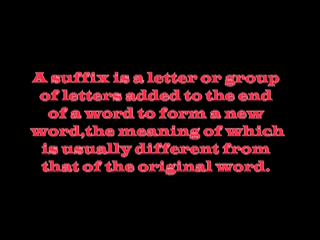 A suffix is a letter or group
of letters added to the end
of a word to form a new
word,the meaning of which
is usually different from
that of the original word.